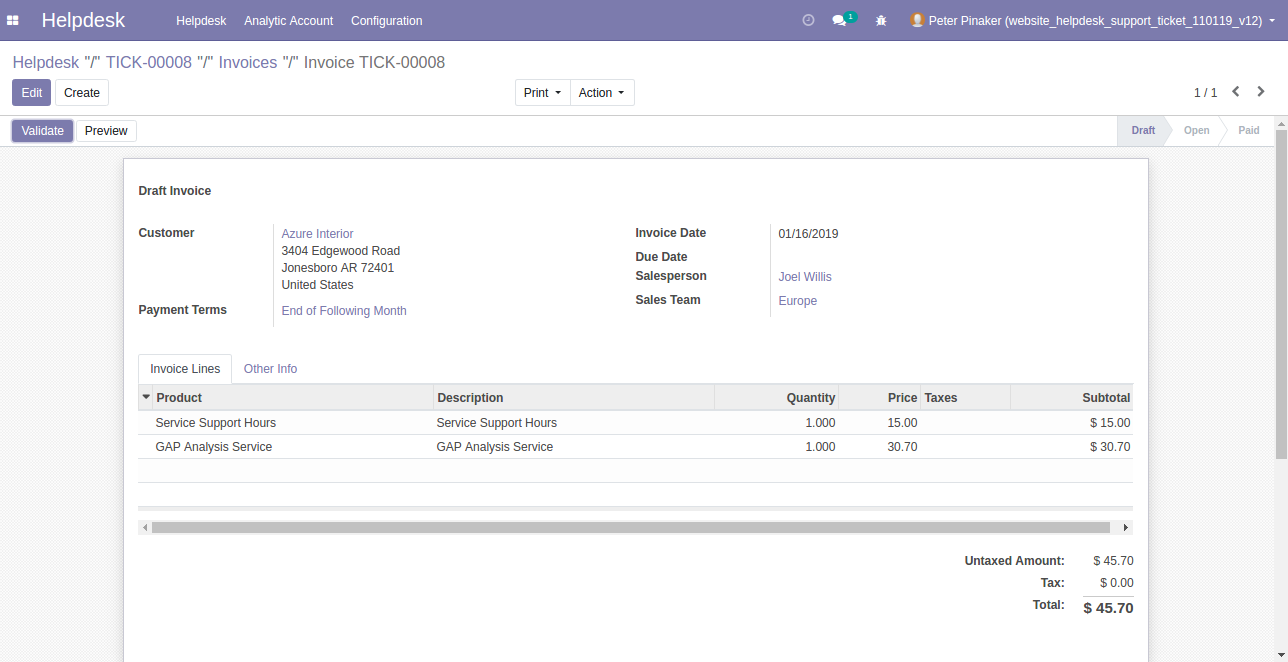 Helpdesk Helpdesk Analytic Account Configuration 1 Peter Pinaker (website_helpdesk_support_ticket_110119_v12)
Helpdesk "/" TICK-00008 "/" Invoices "/" Invoice TICK-00008
Edit Create Print Action 1 / 1
Validate Preview Draft Open Paid
Draft Invoice
Customer Azure Interior Invoice Date 01/16/2019
3404 Edgewood Road
Jonesboro AR 72401 Due Date
United States Salesperson Joel Willis
Payment Terms End of Following Month Sales Team Europe
Invoice Lines Other Info
Product Description Quantity Price Taxes Subtotal
Service Support Hours Service Support Hours 1.000 15.00 $ 15.00
GAP Analysis Service GAP Analysis Service 1.000 30.70 $ 30.70
Untaxed Amount: $ 45.70
Tax: $ 0.00
Total: $ 45.70